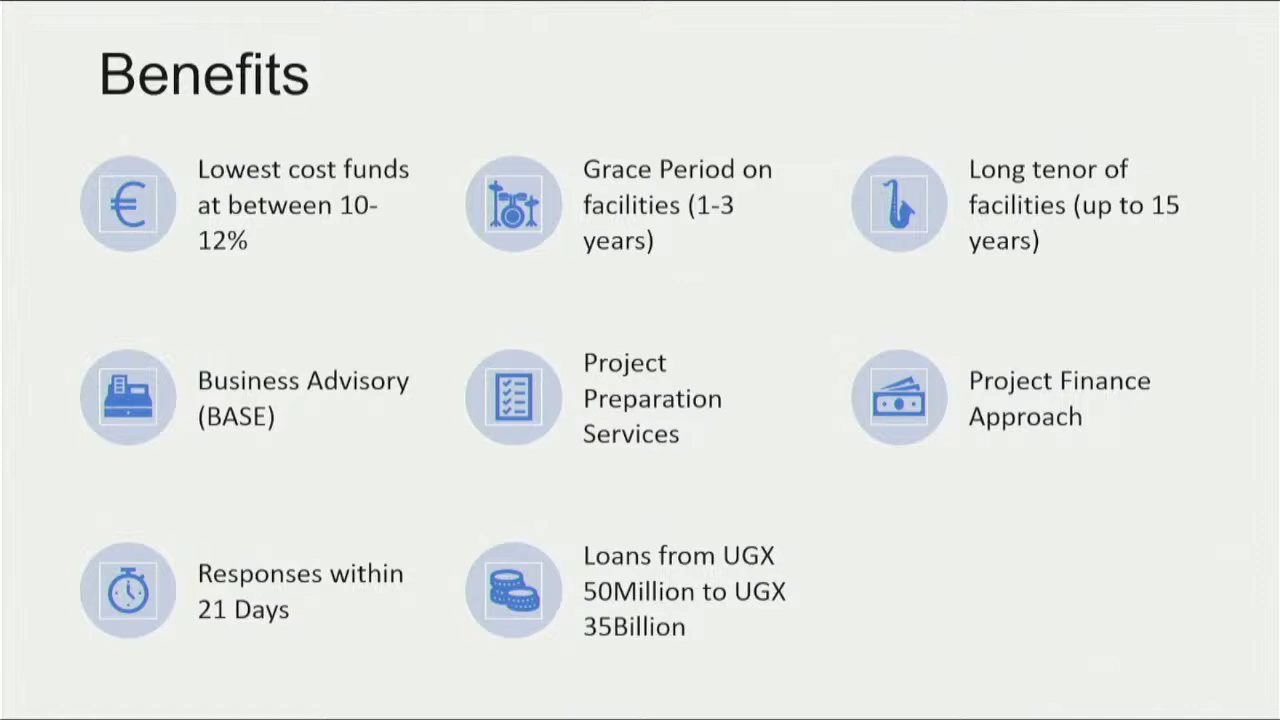 Benefits
Lowest cost funds
at between 10-
12%
Grace Period on
facilities (1-3
years)
Long tenor of
facilities (up to 15
years)
Business Advisory
(BASE)
Project
Preparation
Services
Project Finance
Approach
Responses within
21 Days
Loans from UGX
50Million to UGX
35Billion